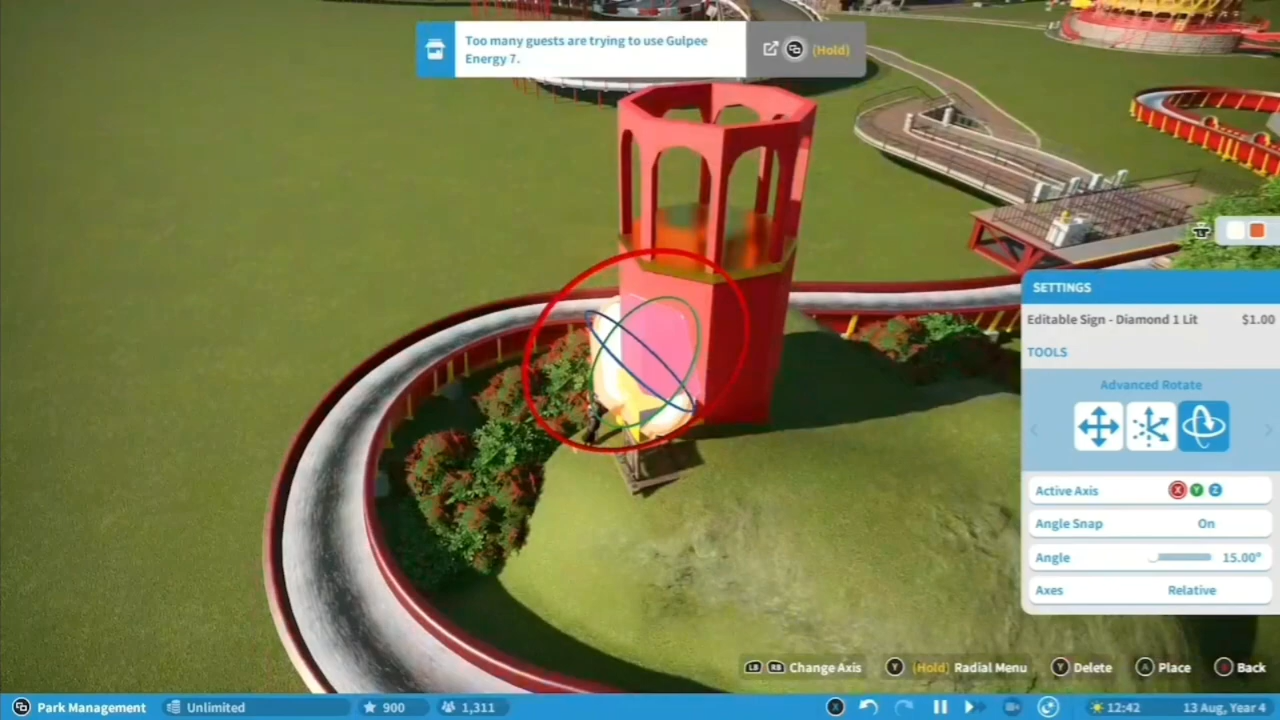 Too many guests are trying to use Gulpee
Energy 7.
(Hold)
SETTINGS
Editable Sign - Diamond 1 Lit $1.00
TOOLS
Advanced Rotate
Active Axis X Y Z
Angle Snap On
Angle 15.00°
Axes Relative
LB RB Change Axis Y (Hold) Radial Menu Y Delete A Place B Back
Park Management Unlimited 900 1,311 X 12:42 13 Aug, Year 4